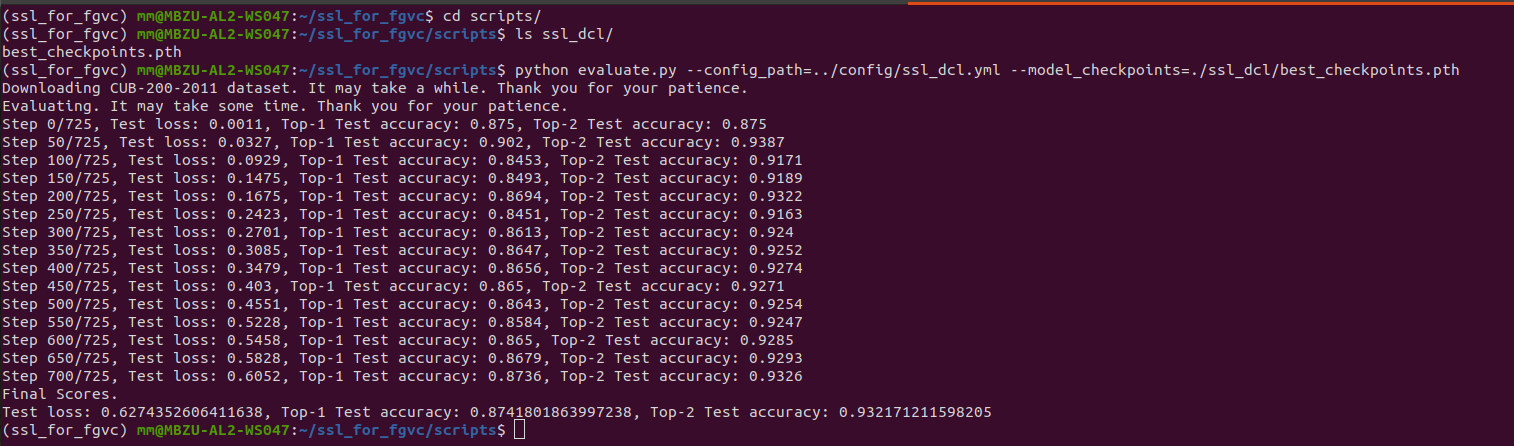 (ssl_for_fgvc) mm@MBZU-AL2-WS047:~/ssl_for_fgvc$ cd scripts/
(ssl_for_fgvc) mm@MBZU-AL2-WS047:~/ssl_for_fgvc/scripts$ ls ssl_dcl/
best_checkpoints.pth
(ssl_for_fgvc) mm@MBZU-AL2-WS047:~/ssl_for_fgvc/scripts$ python evaluate.py --config_path=../config/ssl_dcl.yml --model_checkpoints=./ssl_dcl/best_checkpoints.pth
Downloading CUB-200-2011 dataset. It may take a while. Thank you for your patience.
Evaluating. It may take some time. Thank you for your patience.
Step 0/725, Test loss: 0.0011, Top-1 Test accuracy: 0.875, Top-2 Test accuracy: 0.875
Step 50/725, Test loss: 0.0327, Top-1 Test accuracy: 0.902, Top-2 Test accuracy: 0.9387
Step 100/725, Test loss: 0.0929, Top-1 Test accuracy: 0.8453, Top-2 Test accuracy: 0.9171
Step 150/725, Test loss: 0.1475, Top-1 Test accuracy: 0.8493, Top-2 Test accuracy: 0.9189
Step 200/725, Test loss: 0.1675, Top-1 Test accuracy: 0.8694, Top-2 Test accuracy: 0.9322
Step 250/725, Test loss: 0.2423, Top-1 Test accuracy: 0.8451, Top-2 Test accuracy: 0.9163
Step 300/725, Test loss: 0.2701, Top-1 Test accuracy: 0.8613, Top-2 Test accuracy: 0.924
Step 350/725, Test loss: 0.3085, Top-1 Test accuracy: 0.8647, Top-2 Test accuracy: 0.9252
Step 400/725, Test loss: 0.3479, Top-1 Test accuracy: 0.8656, Top-2 Test accuracy: 0.9274
Step 450/725, Test loss: 0.403, Top-1 Test accuracy: 0.865, Top-2 Test accuracy: 0.9271
Step 500/725, Test loss: 0.4551, Top-1 Test accuracy: 0.8643, Top-2 Test accuracy: 0.9254
Step 550/725, Test loss: 0.5228, Top-1 Test accuracy: 0.8584, Top-2 Test accuracy: 0.9247
Step 600/725, Test loss: 0.5458, Top-1 Test accuracy: 0.865, Top-2 Test accuracy: 0.9285
Step 650/725, Test loss: 0.5828, Top-1 Test accuracy: 0.8679, Top-2 Test accuracy: 0.9293
Step 700/725, Test loss: 0.6052, Top-1 Test accuracy: 0.8736, Top-2 Test accuracy: 0.9326
Final Scores.
Test loss: 0.6274352606411638, Top-1 Test accuracy: 0.8741801863997238, Top-2 Test accuracy: 0.932171211598205
(ssl_for_fgvc) mm@MBZU-AL2-WS047:~/ssl_for_fgvc/scripts$